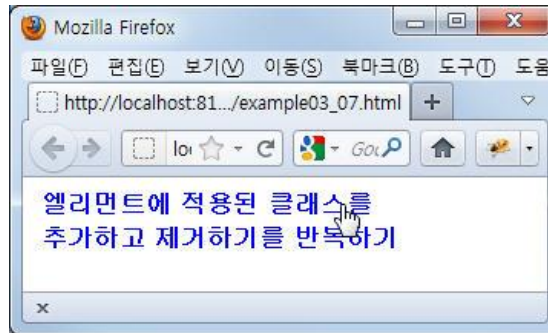 Mozilla Firefox
파일(F) 편집(E) 보기(V) 이동(S) 북마크(B) 도구(T) 도움
http://localhost:81.../example03_07.html
lo
엘리먼트에 적용된 클래스를
추가하고 제거하기를 반복하기